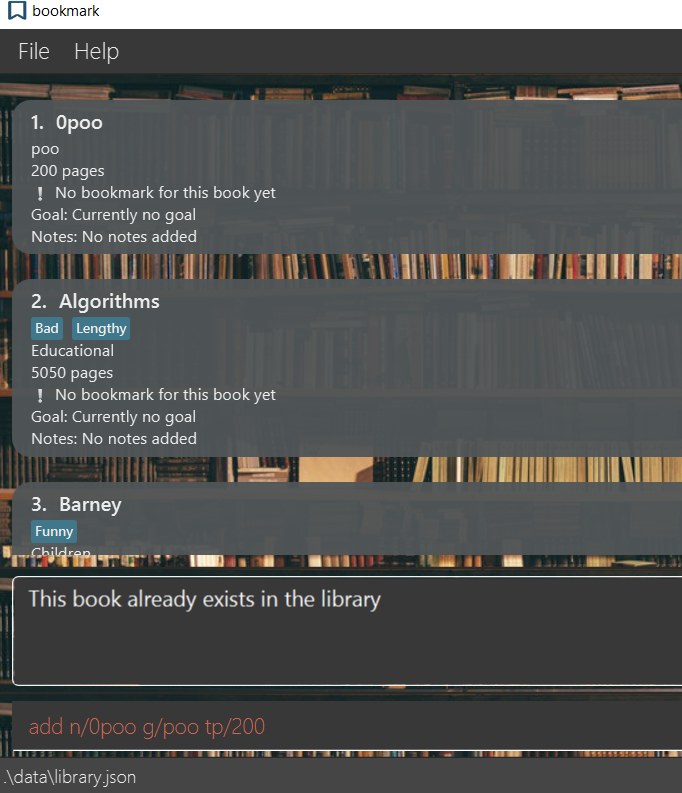 bookmark
File Help
1. 0poo
poo
200 pages
! No bookmark for this book yet
Goal: Currently no goal
Notes: No notes added
2. Algorithms
Bad Lengthy
Educational
5050 pages
! No bookmark for this book yet
Goal: Currently no goal
Notes: No notes added
3. Barney
Funny
Children
This book already exists in the library
add n/0poo g/poo tp/200
.\data\library.json